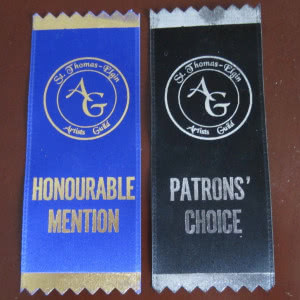 St. Thomas-Elgin
AG
Artists Guild
HONOURABLE
MENTION
St. Thomas-Elgin
AG
Artists Guild
PATRONS'
CHOICE